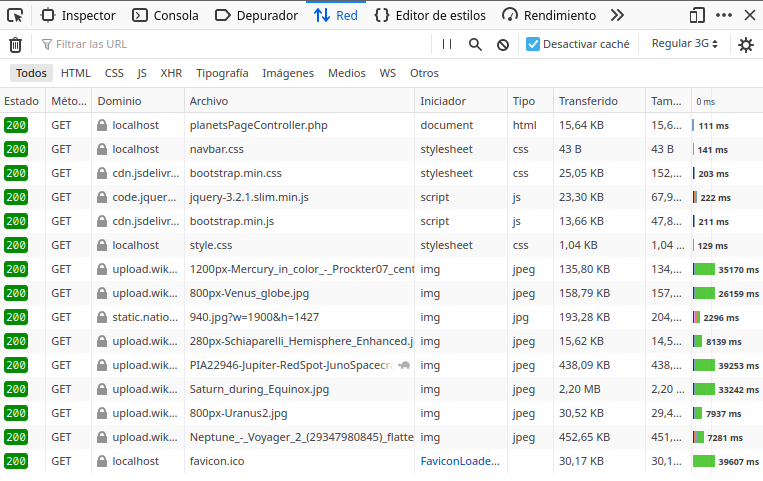 Inspector Consola Depurador Red Editor de estilos Rendimiento
Filtrar las URL Desactivar caché Regular 3G
Todos HTML CSS JS XHR Tipografía Imágenes Medios WS Otros
Estado Méto... Dominio Archivo Iniciador Tipo Transferido Tam... 0 ms
200 GET localhost planetsPageController.php document html 15,64 KB 15,6... 111 ms
200 GET localhost navbar.css stylesheet css 43 B 43 B 141 ms
200 GET cdn.jsdelivr... bootstrap.min.css stylesheet css 25,05 KB 152,... 203 ms
200 GET code.jquer... jquery-3.2.1.slim.min.js script js 23,30 KB 67,9... 222 ms
200 GET cdn.jsdelivr... bootstrap.min.js script js 13,66 KB 47,8... 211 ms
200 GET localhost style.css stylesheet css 1,04 KB 1,04 ... 129 ms
200 GET upload.wik... 1200px-Mercury_in_color_-_Prockter07_cent img jpeg 135,80 KB 134,... 35170 ms
200 GET upload.wik... 800px-Venus_globe.jpg img jpeg 158,79 KB 157,... 26159 ms
200 GET static.natio... 940.jpg?w=1900&h=1427 img jpg 193,28 KB 204,... 2296 ms
200 GET upload.wik... 280px-Schiaparelli_Hemisphere_Enhanced.j img jpeg 15,62 KB 14,5... 8139 ms
200 GET upload.wik... PIA22946-Jupiter-RedSpot-JunoSpacecr img jpeg 438,09 KB 438,... 39253 ms
200 GET upload.wik... Saturn_during_Equinox.jpg img jpeg 2,20 MB 2,20 ... 33242 ms
200 GET upload.wik... 800px-Uranus2.jpg img jpeg 30,52 KB 29,4... 7937 ms
200 GET upload.wik... Neptune_-_Voyager_2_(29347980845)_flatte img jpeg 452,65 KB 451,... 7281 ms
200 GET localhost favicon.ico FaviconLoade... 30,17 KB 30,1... 39607 ms